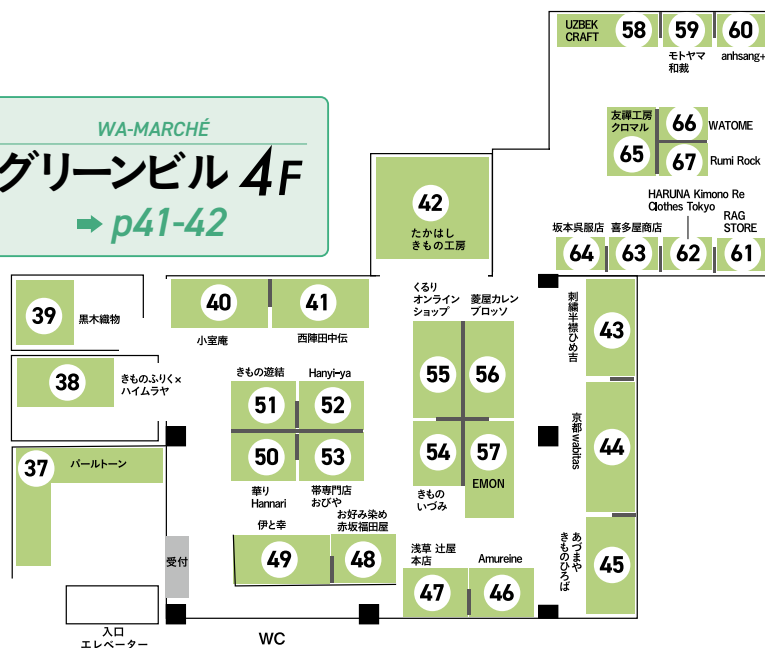 WA-MARCHÉ
グリーンビル 4F
➡ p41-42
UZBEK
CRAFT
58
59
モトヤマ
和裁
60
anhsang+
友禅工房
クロマル
65
66
WATOME
67
Rumi Rock
HARUNA Kimono Re
Clothes Tokyo
RAG
STORE
坂本呉服店
喜多屋商店
64
63
62
61
42
たかはし
きもの工房
39
黒木織物
40
小室庵
41
西陣田中伝
38
きものふりく×
ハイムラヤ
37
パールトーン
きもの遊結
51
Hanyi-ya
52
50
華り
Hannari
53
帯専門店
おびや
くるり
オンライン
ショップ
55
菱屋カレン
ブロッソ
56
54
きもの
いづみ
57
EMON
伊と幸
49
お好み染め
赤坂福田屋
48
浅草 辻屋
本店
47
Amureine
46
刺繍半襟ひめ吉
43
京都wabitas
44
あづまや
きものひろば
45
受付
入口
エレベーター
WC